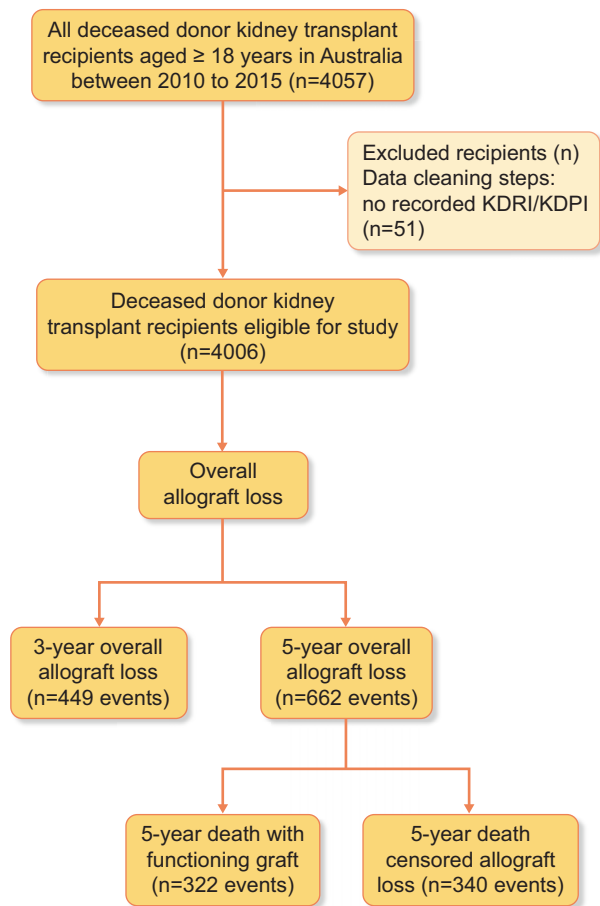 All deceased donor kidney transplant
recipients aged ≥ 18 years in Australia
between 2010 to 2015 (n=4057)
Excluded recipients (n)
Data cleaning steps:
no recorded KDRI/KDPI
(n=51)
Deceased donor kidney
transplant recipients eligible for study
(n=4006)
Overall
allograft loss
3-year overall
allograft loss
(n=449 events)
5-year overall
allograft loss
(n=662 events)
5-year death with
functioning graft
(n=322 events)
5-year death
censored allograft
loss (n=340 events)